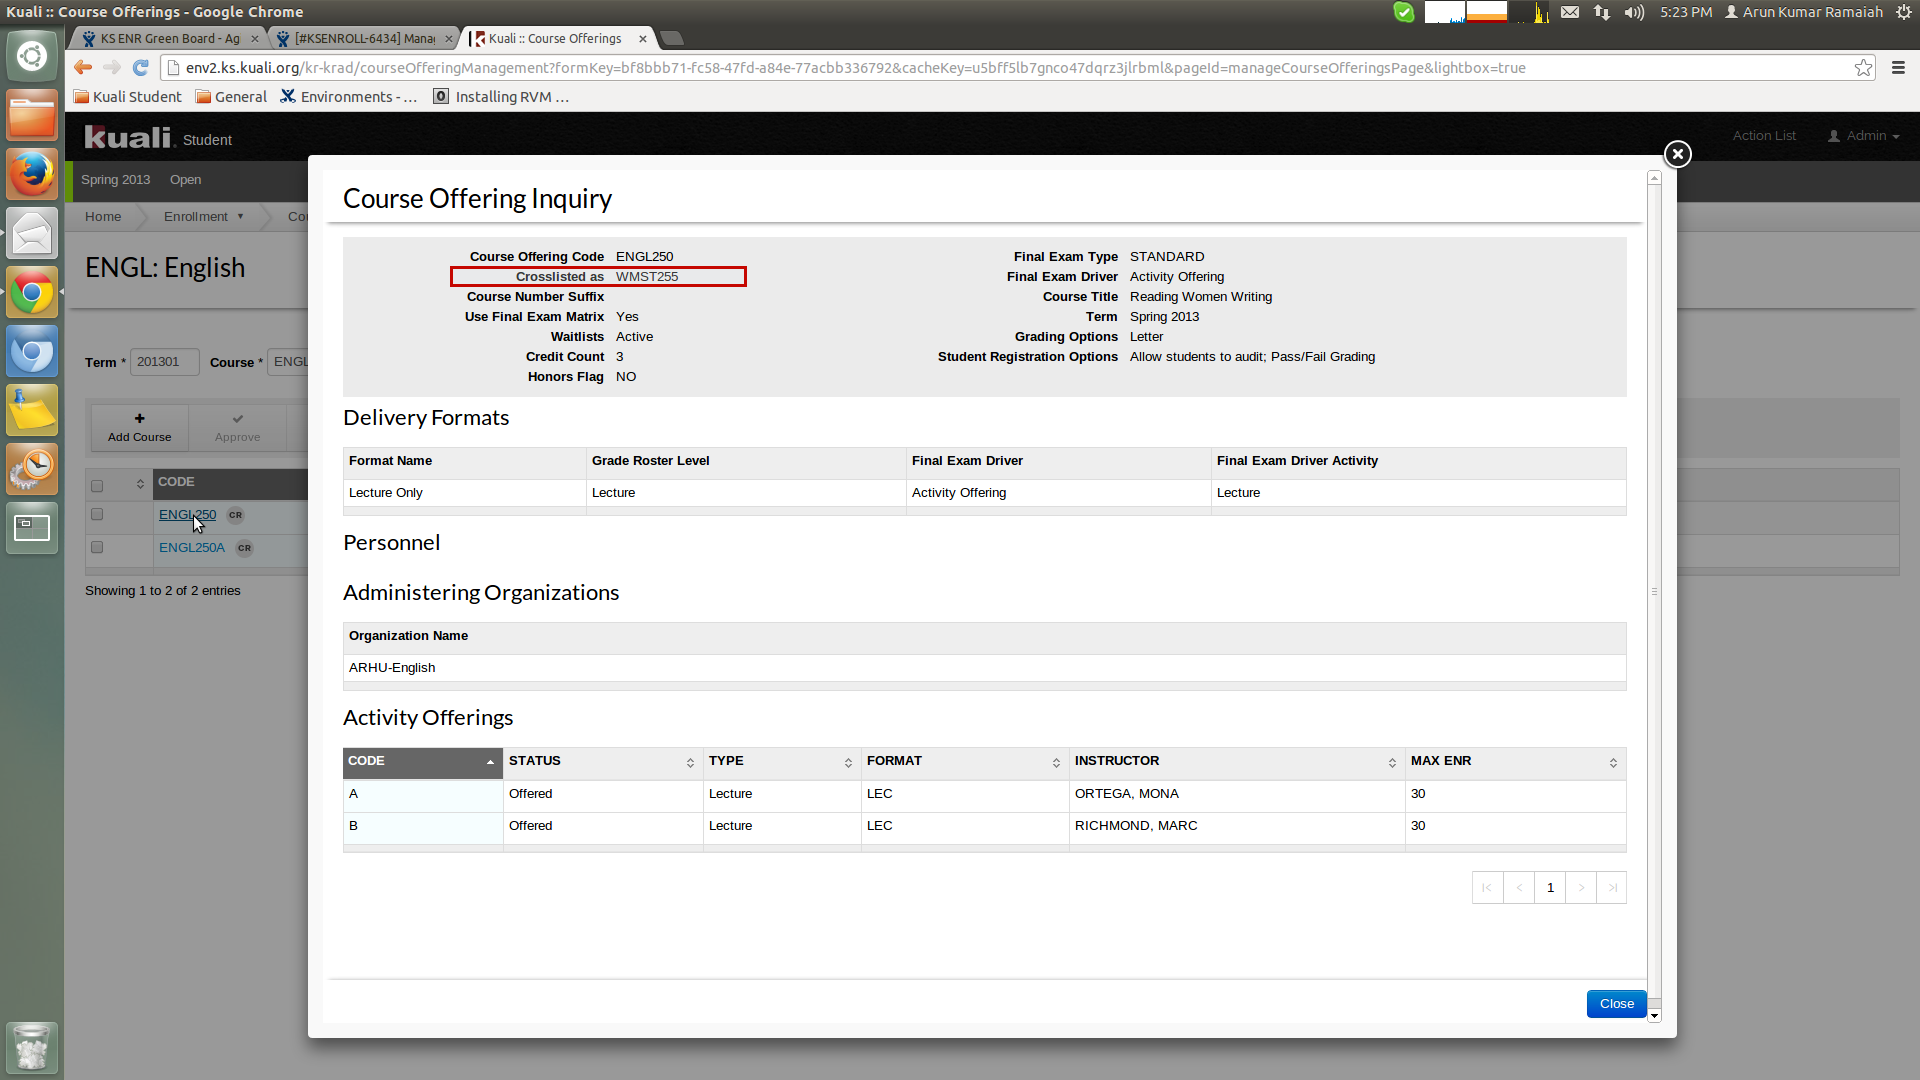 Kuali :: Course Offerings - Google Chrome
5:23 PM Arun Kumar Ramaiah
KS ENR Green Board - Ag
[#KSENROLL-6434] Mana
Kuali :: Course Offerings
env2.ks.kuali.org/kr-krad/courseOfferingManagement?formKey=bf8bbb71-fc58-47fd-a84e-77acbb336792&cacheKey=u5bff5lb7gnco47dqrz3jlrbml&pageId=manageCourseOfferingsPage&lightbox=true
Kuali Student General Environments - ... Installing RVM ...
kuali. Student
Action List Admin
Spring 2013 Open
Home Enrollment Cou
ENGL: English
Term * 201301 Course * ENGL
Add Course
Approve
CODE
ENGL250 CR
ENGL250A CR
Showing 1 to 2 of 2 entries
Course Offering Inquiry
Course Offering Code ENGL250
Crosslisted as WMST255
Course Number Suffix
Use Final Exam Matrix Yes
Waitlists Active
Credit Count 3
Honors Flag NO
Final Exam Type STANDARD
Final Exam Driver Activity Offering
Course Title Reading Women Writing
Term Spring 2013
Grading Options Letter
Student Registration Options Allow students to audit; Pass/Fail Grading
Delivery Formats
Format Name Grade Roster Level Final Exam Driver Final Exam Driver Activity
Lecture Only Lecture Activity Offering Lecture
Personnel
Administering Organizations
Organization Name
ARHU-English
Activity Offerings
CODE STATUS TYPE FORMAT INSTRUCTOR MAX ENR
A Offered Lecture LEC ORTEGA, MONA 30
B Offered Lecture LEC RICHMOND, MARC 30
1
Close